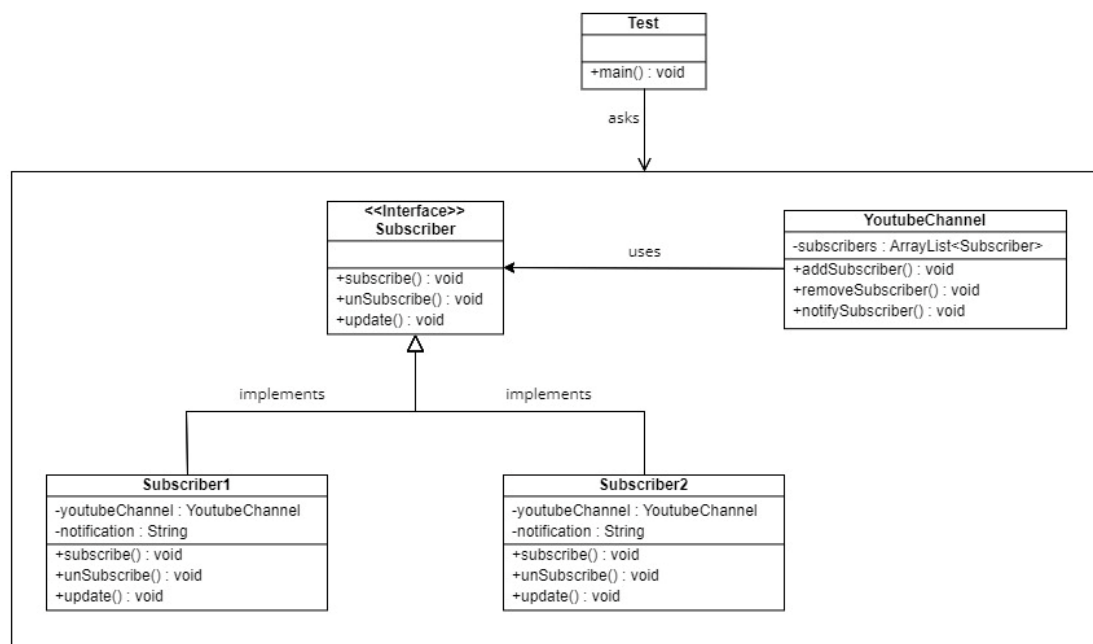 Test
+main() : void
asks
<<Interface>>
Subscriber
+subscribe() : void
+unSubscribe() : void
+update() : void
uses
YoutubeChannel
-subscribers : ArrayList<Subscriber>
+addSubscriber() : void
+removeSubscriber() : void
+notifySubscriber() : void
implements
implements
Subscriber1
-youtubeChannel : YoutubeChannel
-notification : String
+subscribe() : void
+unSubscribe() : void
+update() : void
Subscriber2
-youtubeChannel : YoutubeChannel
-notification : String
+subscribe() : void
+unSubscribe() : void
+update() : void